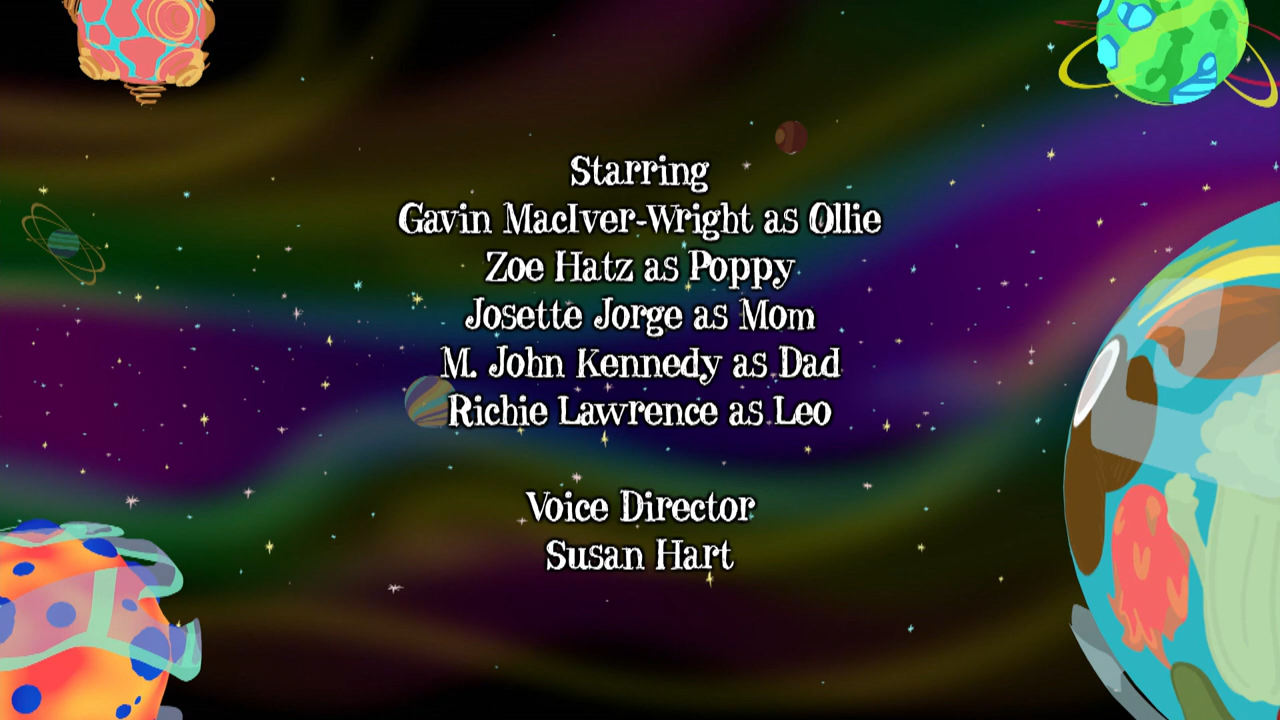 Starring
Gavin MacIver-Wright as Ollie
Zoe Hatz as Poppy
Josette Jorge as Mom
M. John Kennedy as Dad
Richie Lawrence as Leo
Voice Director
Susan Hart